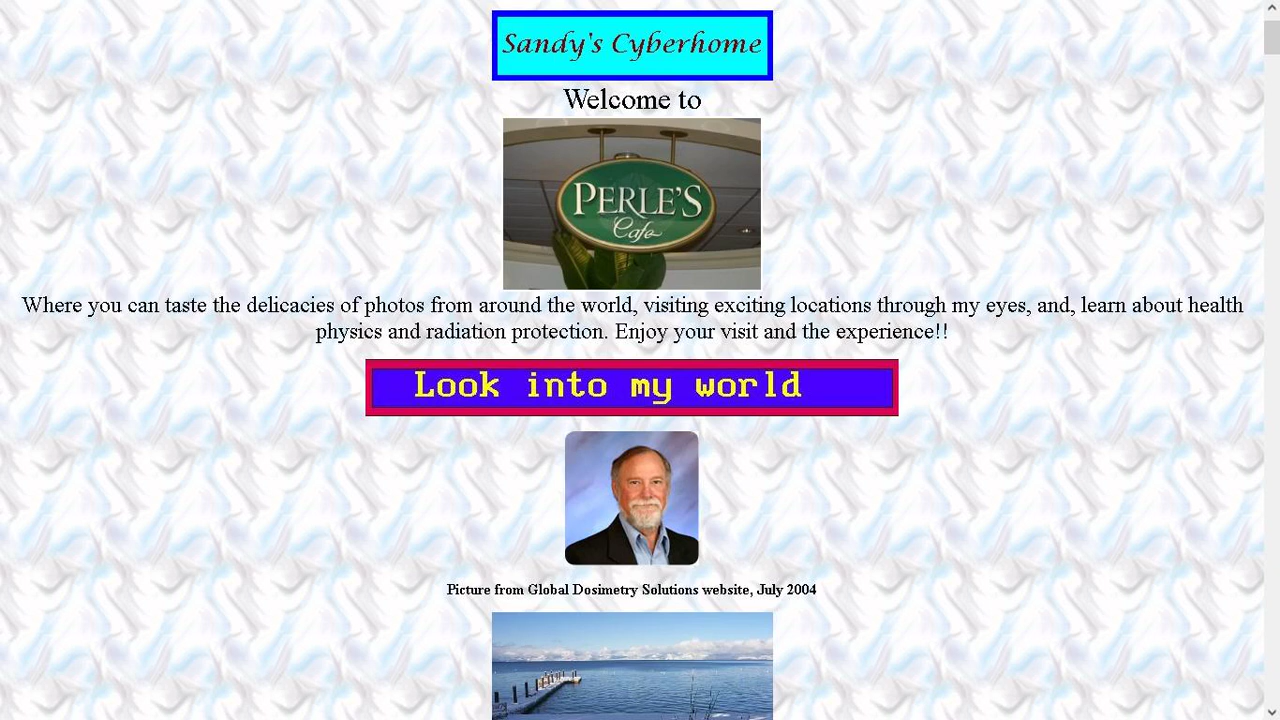 Sandy's Cyberhome
Welcome to
PERLE'S
Cafe
Where you can taste the delicacies of photos from around the world, visiting exciting locations through my eyes, and, learn about health
physics and radiation protection. Enjoy your visit and the experience!!
Look into my world
Picture from Global Dosimetry Solutions website, July 2004